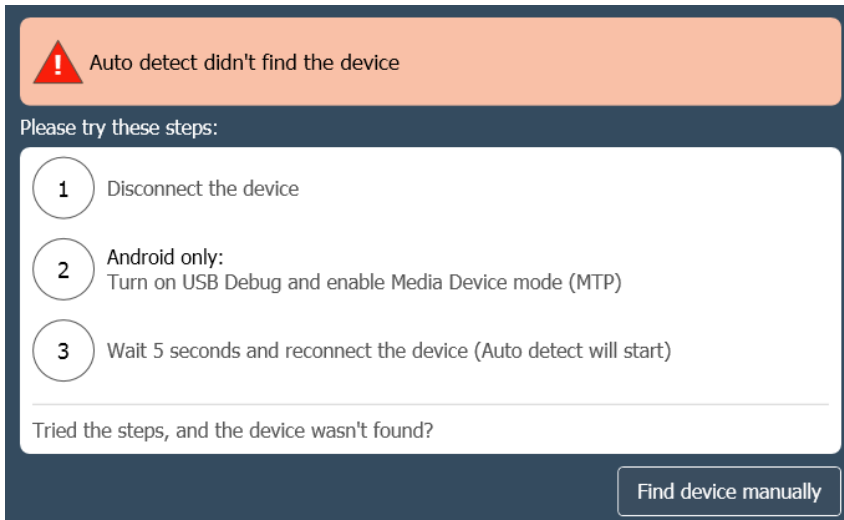 Auto detect didn't find the device
Please try these steps:
1 Disconnect the device
2 Android only:
Turn on USB Debug and enable Media Device mode (MTP)
3 Wait 5 seconds and reconnect the device (Auto detect will start)
Tried the steps, and the device wasn't found?
Find device manually